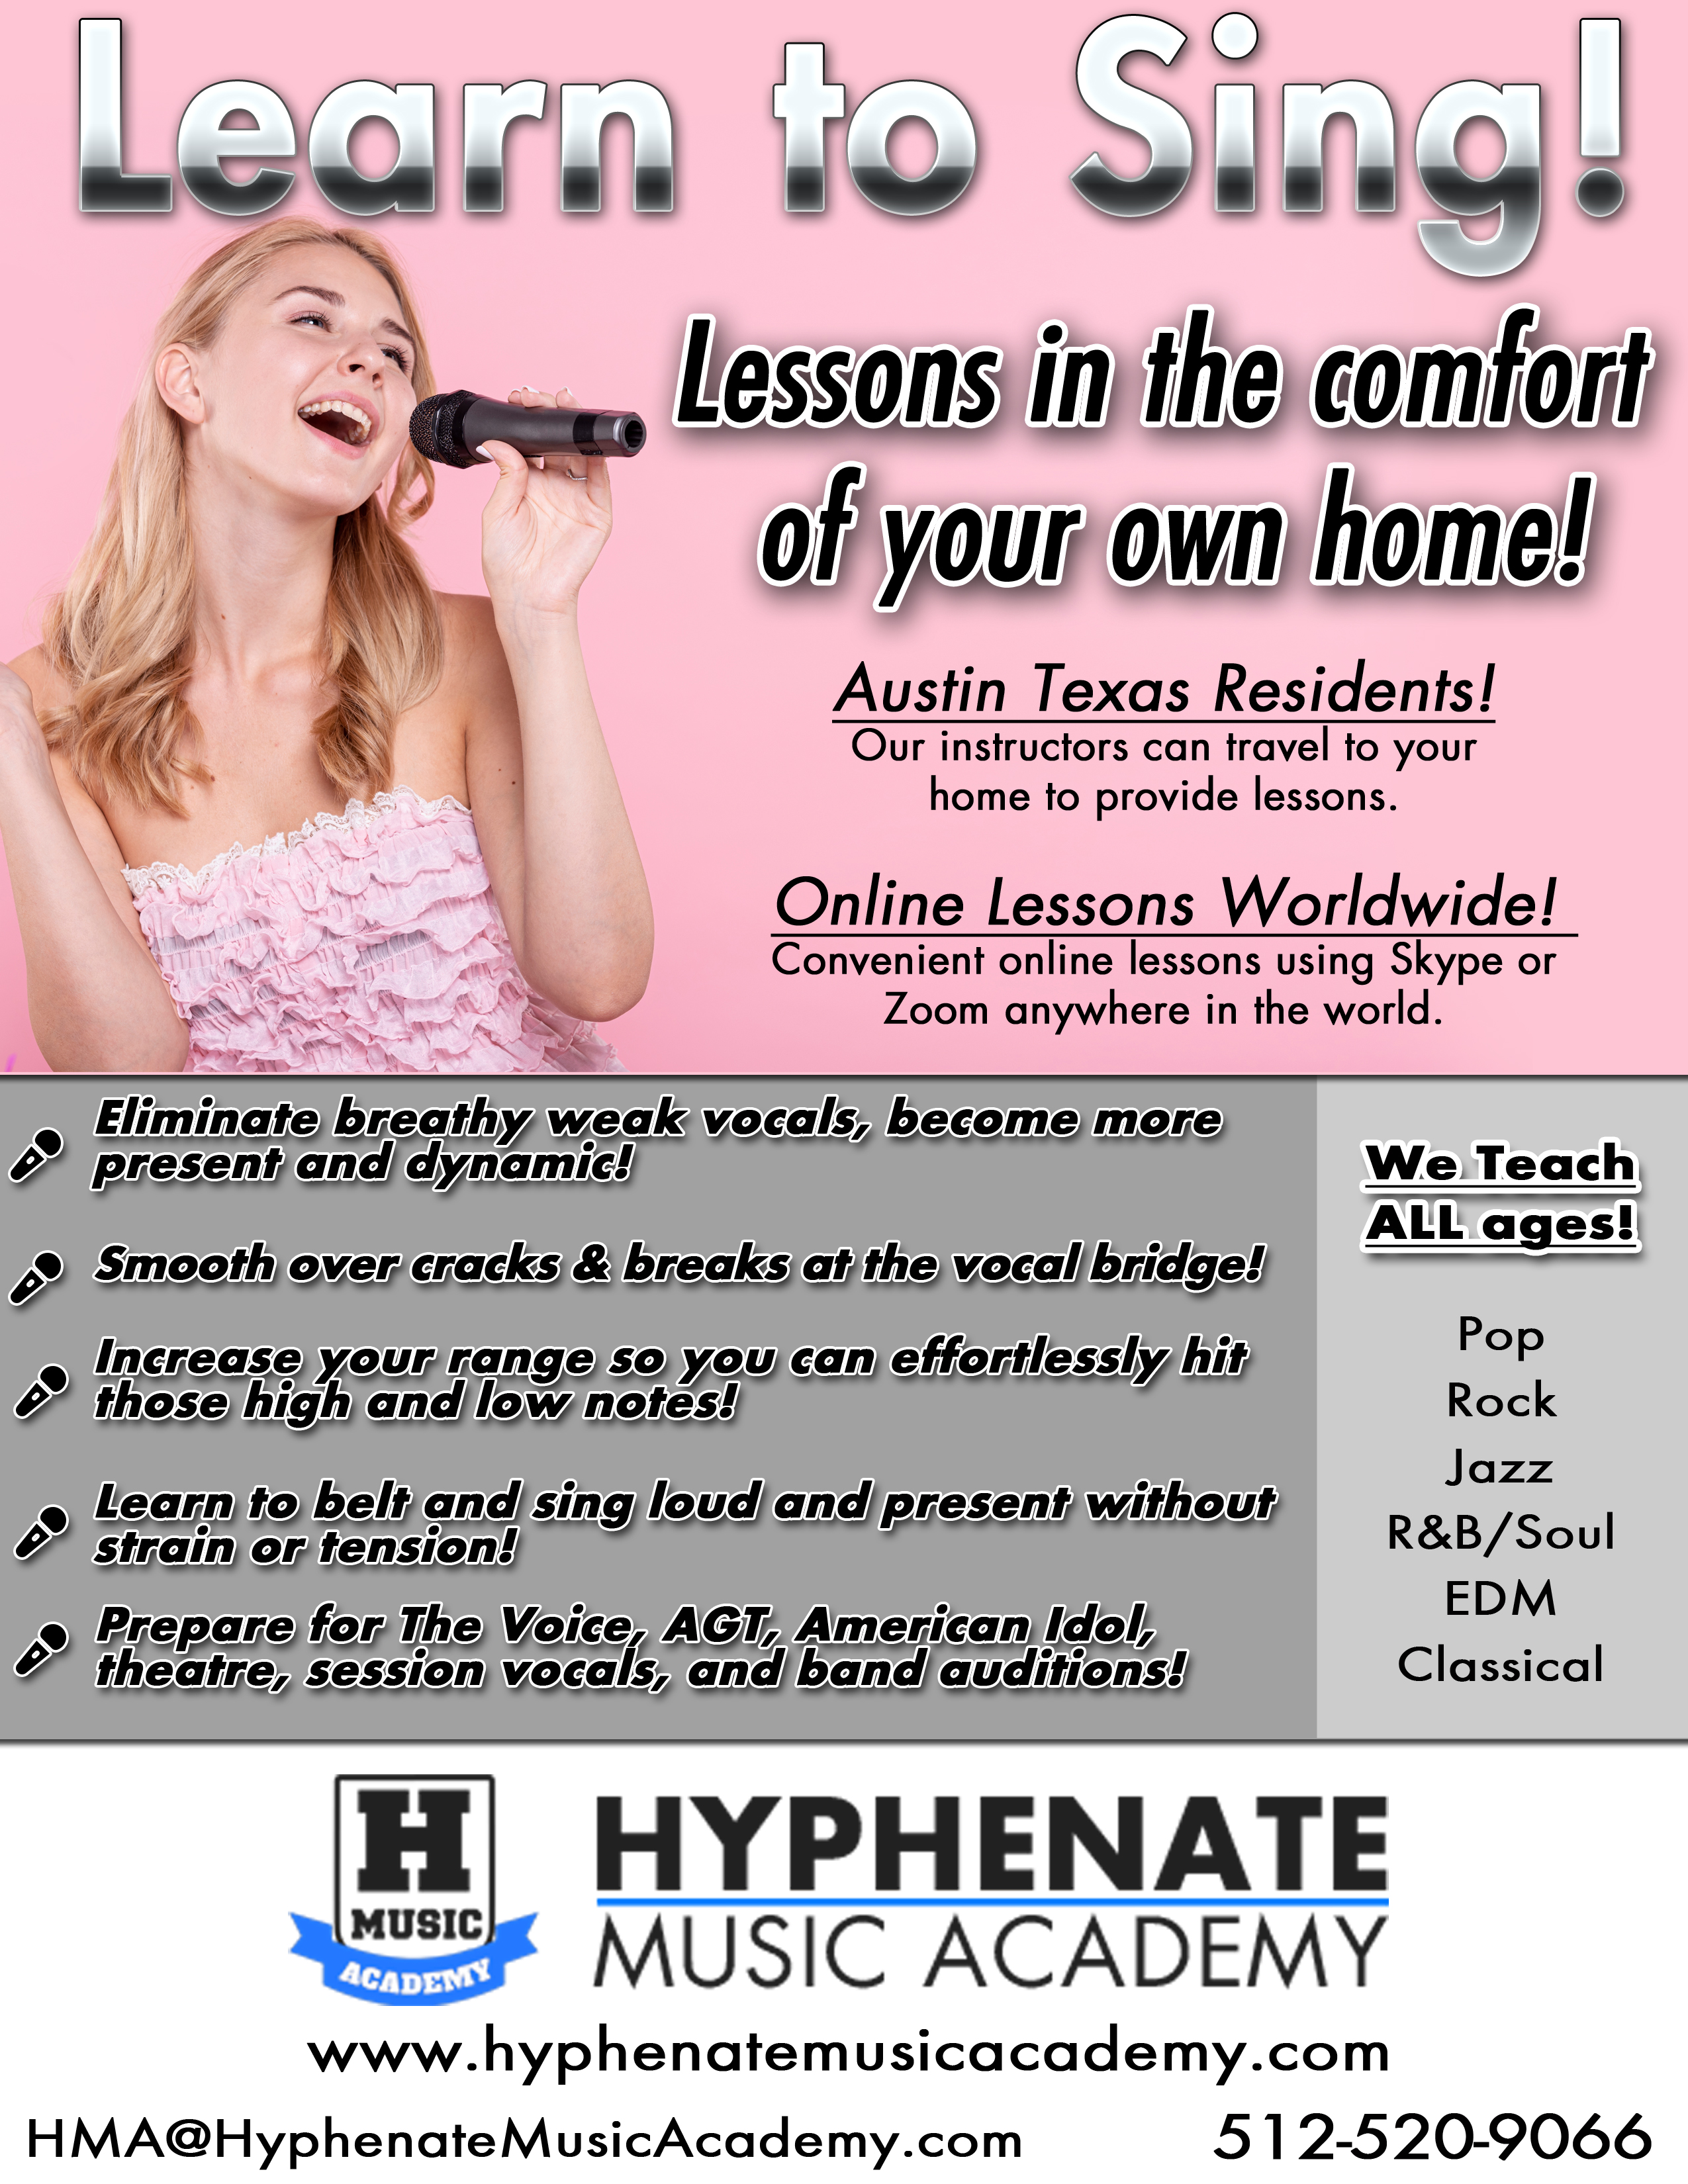 Learn to Sing!
Lessons in the comfort
of your own home!
Austin Texas Residents!
Our instructors can travel to your
home to provide lessons.
Online Lessons Worldwide!
Convenient online lessons using Skype or
Zoom anywhere in the world.
Eliminate breathy weak vocals, become more
present and dynamic!
Smooth over cracks & breaks at the vocal bridge!
Increase your range so you can effortlessly hit
those high and low notes!
Learn to belt and sing loud and present without
strain or tension!
Prepare for The Voice, AGT, American Idol,
theatre, session vocals, and band auditions!
We Teach
ALL ages!
Pop
Rock
Jazz
R&B/Soul
EDM
Classical
H
MUSIC
ACADEMY
HYPHENATE
MUSIC ACADEMY
www.hyphenatemusicacademy.com
HMA@HyphenateMusicAcademy.com
512-520-9066